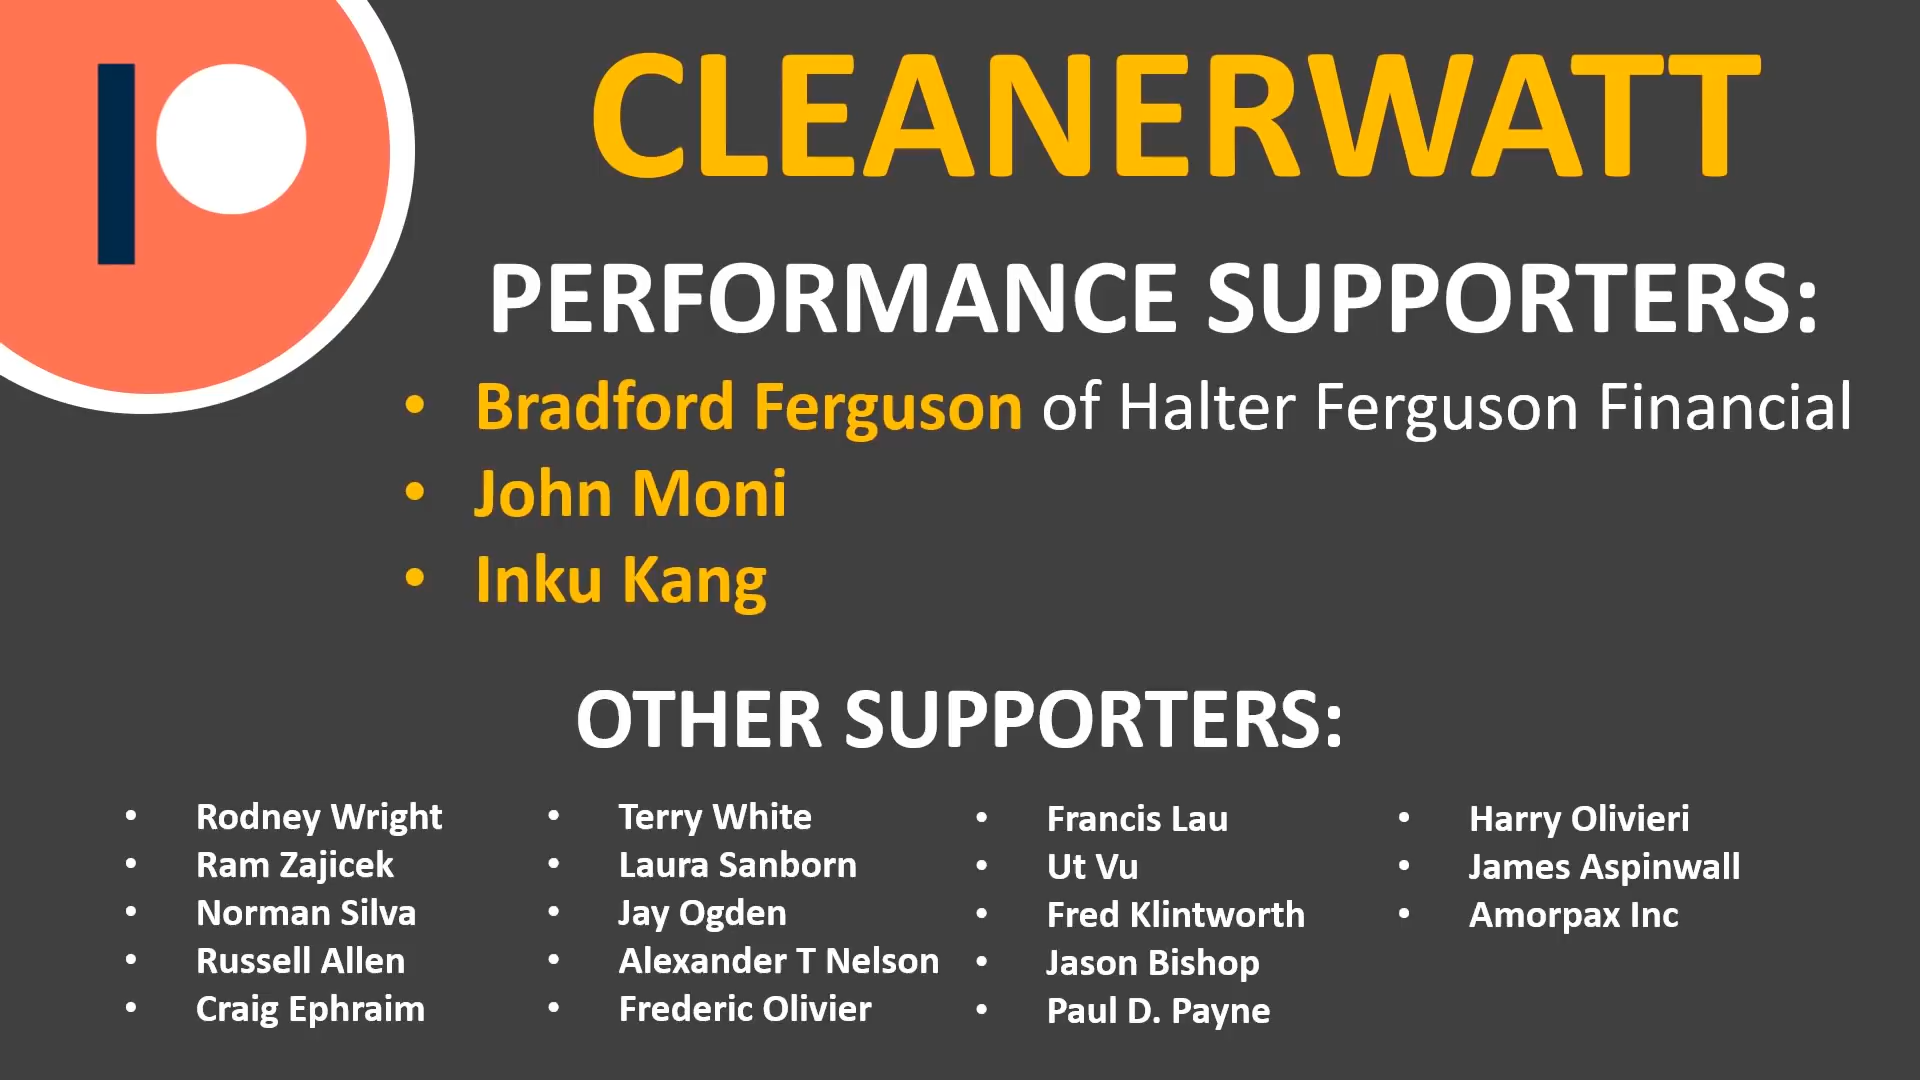 CLEANERWATT
PERFORMANCE SUPPORTERS:
• Bradford Ferguson of Halter Ferguson Financial
• John Moni
• Inku Kang
OTHER SUPPORTERS:
• Rodney Wright
• Ram Zajicek
• Norman Silva
• Russell Allen
• Craig Ephraim
• Terry White
• Laura Sanborn
• Jay Ogden
• Alexander T Nelson
• Frederic Olivier
• Francis Lau
• Ut Vu
• Fred Klintworth
• Jason Bishop
• Paul D. Payne
• Harry Olivieri
• James Aspinwall
• Amorpax Inc